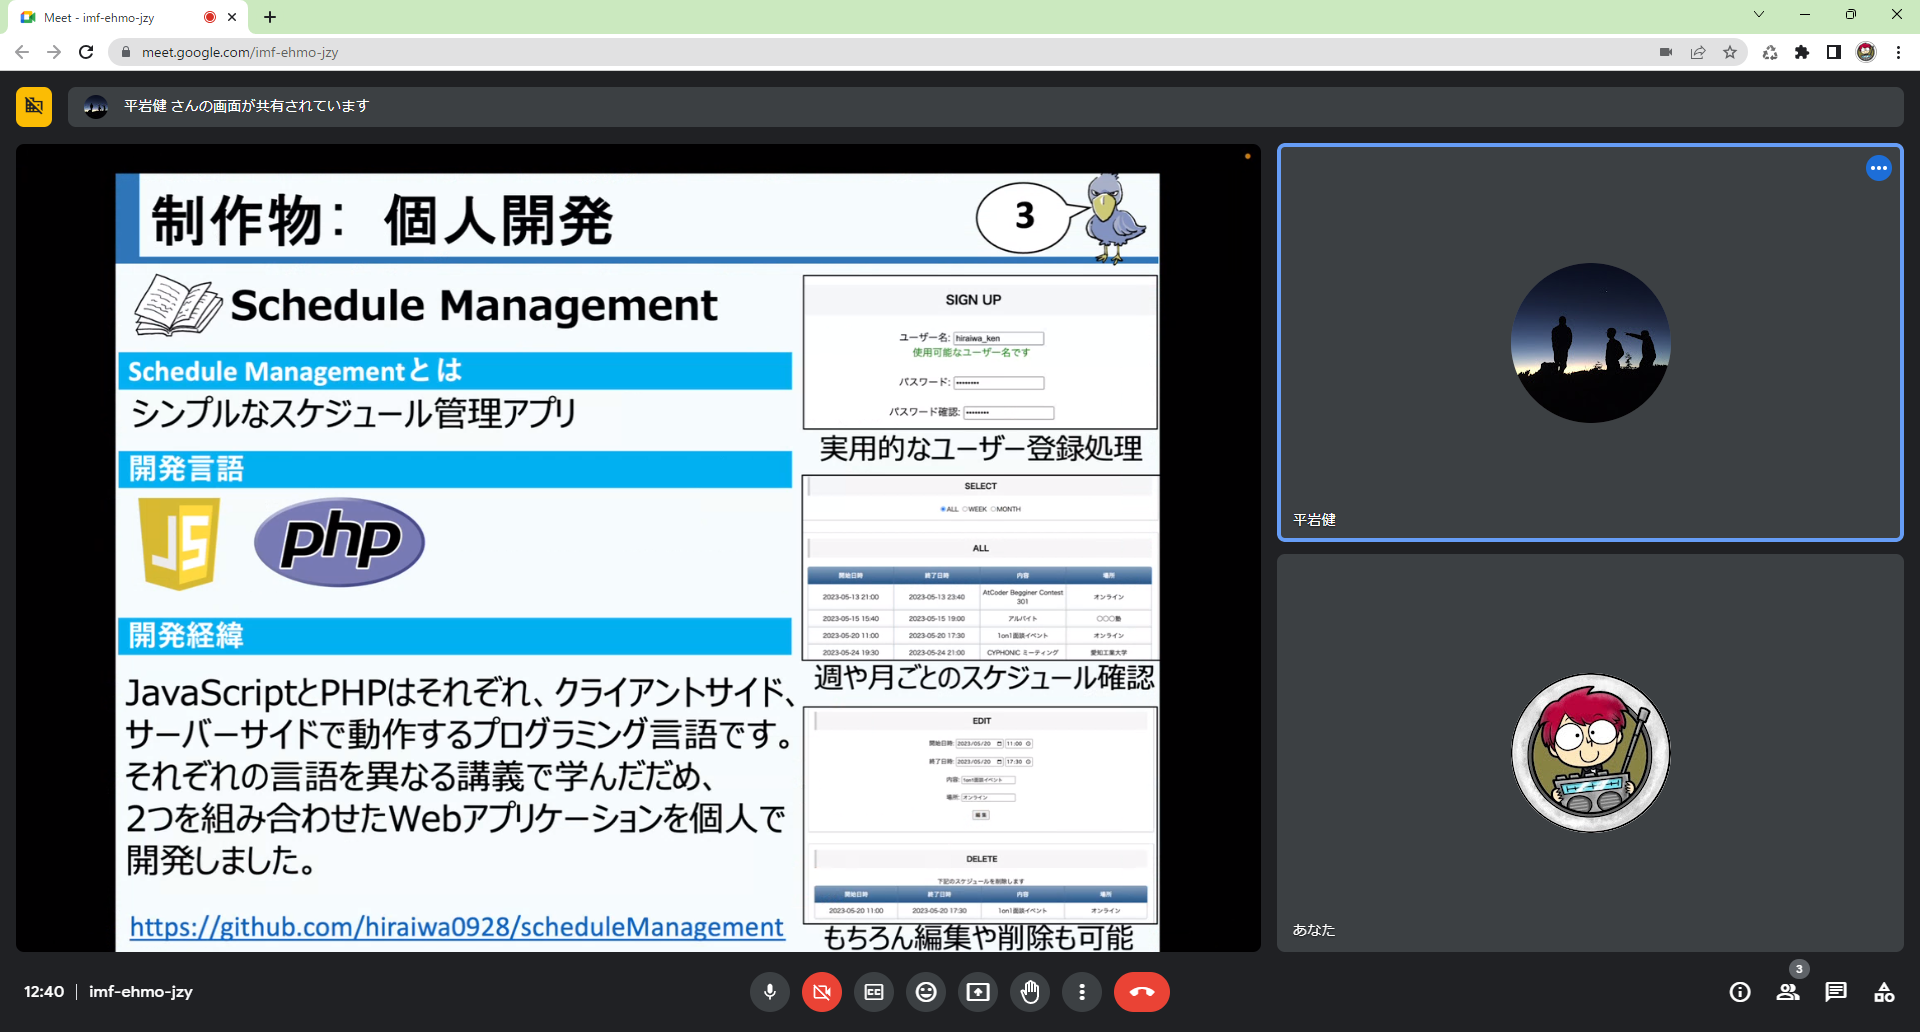 Meet - imf-ehmo-jzy
meet.google.com/imf-ehmo-jzy
平岩健 さんの画面が共有されています
制作物： 個人開発
3
Schedule Management
Schedule Managementとは
シンプルなスケジュール管理アプリ
開発言語
JS
php
開発経緯
JavaScriptとPHPはそれぞれ、クライアントサイド、
サーバーサイドで動作するプログラミング言語です。
それぞれの言語を異なる講義で学んだだめ、
2つを組み合わせたWebアプリケーションを個人で
開発しました。
https://github.com/hiraiwa0928/scheduleManagement
SIGN UP
ユーザー名: hiraiwa_ken
使用可能なユーザー名です
パスワード: ••••••••
パスワード確認: ••••••••
実用的なユーザー登録処理
SELECT
ALL WEEK MONTH
ALL
開始日時 終了日時 内容 場所
2023-05-13 21:00 2023-05-13 23:40 AtCoder Begginer Contest 301 オンライン
2023-05-15 15:40 2023-05-15 19:00 アルバイト 〇〇〇塾
2023-05-20 11:00 2023-05-20 17:30 1on1面談イベント オンライン
2023-05-24 19:30 2023-05-24 21:00 CYPHONIC ミーティング 愛知工業大学
週や月ごとのスケジュール確認
EDIT
開始日時: 2023/05/20 11:00
終了日時: 2023/05/20 17:30
内容: 1on1面談イベント
場所: オンライン
編集
DELETE
下記のスケジュールを削除します
開始日時 終了日時 内容 場所
2023-05-20 11:00 2023-05-20 17:30 1on1面談イベント オンライン
もちろん編集や削除も可能
平岩健
あなた
12:40 | imf-ehmo-jzy
3